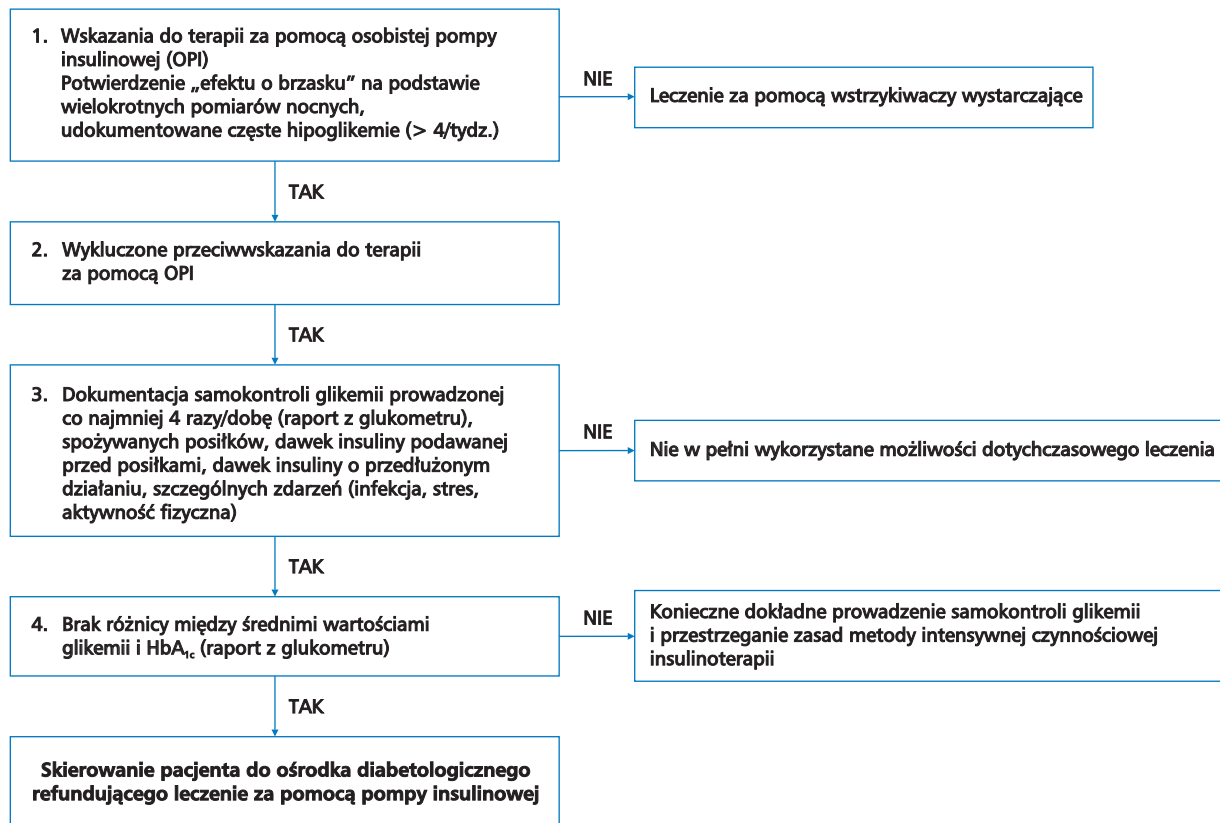 1. Wskazania do terapii za pomocą osobistej pompy
insulinowej (OPI)
Potwierdzenie „efektu o brzasku” na podstawie
wielokrotnych pomiarów nocnych,
udokumentowane częste hipoglikemie (> 4/tydz.)
NIE
Leczenie za pomocą wstrzykiwaczy wystarczające
TAK
2. Wykluczone przeciwwskazania do terapii
za pomocą OPI
TAK
3. Dokumentacja samokontroli glikemii prowadzonej
co najmniej 4 razy/dobę (raport z glukometru),
spożywanych posiłków, dawek insuliny podawanej
przed posiłkami, dawek insuliny o przedłużonym
działaniu, szczególnych zdarzeń (infekcja, stres,
aktywność fizyczna)
NIE
Nie w pełni wykorzystane możliwości dotychczasowego leczenia
TAK
4. Brak różnicy między średnimi wartościami
glikemii i HbA1c (raport z glukometru)
NIE
Konieczne dokładne prowadzenie samokontroli glikemii
i przestrzeganie zasad metody intensywnej czynnościowej
insulinoterapii
TAK
Skierowanie pacjenta do ośrodka diabetologicznego
refundującego leczenie za pomocą pompy insulinowej